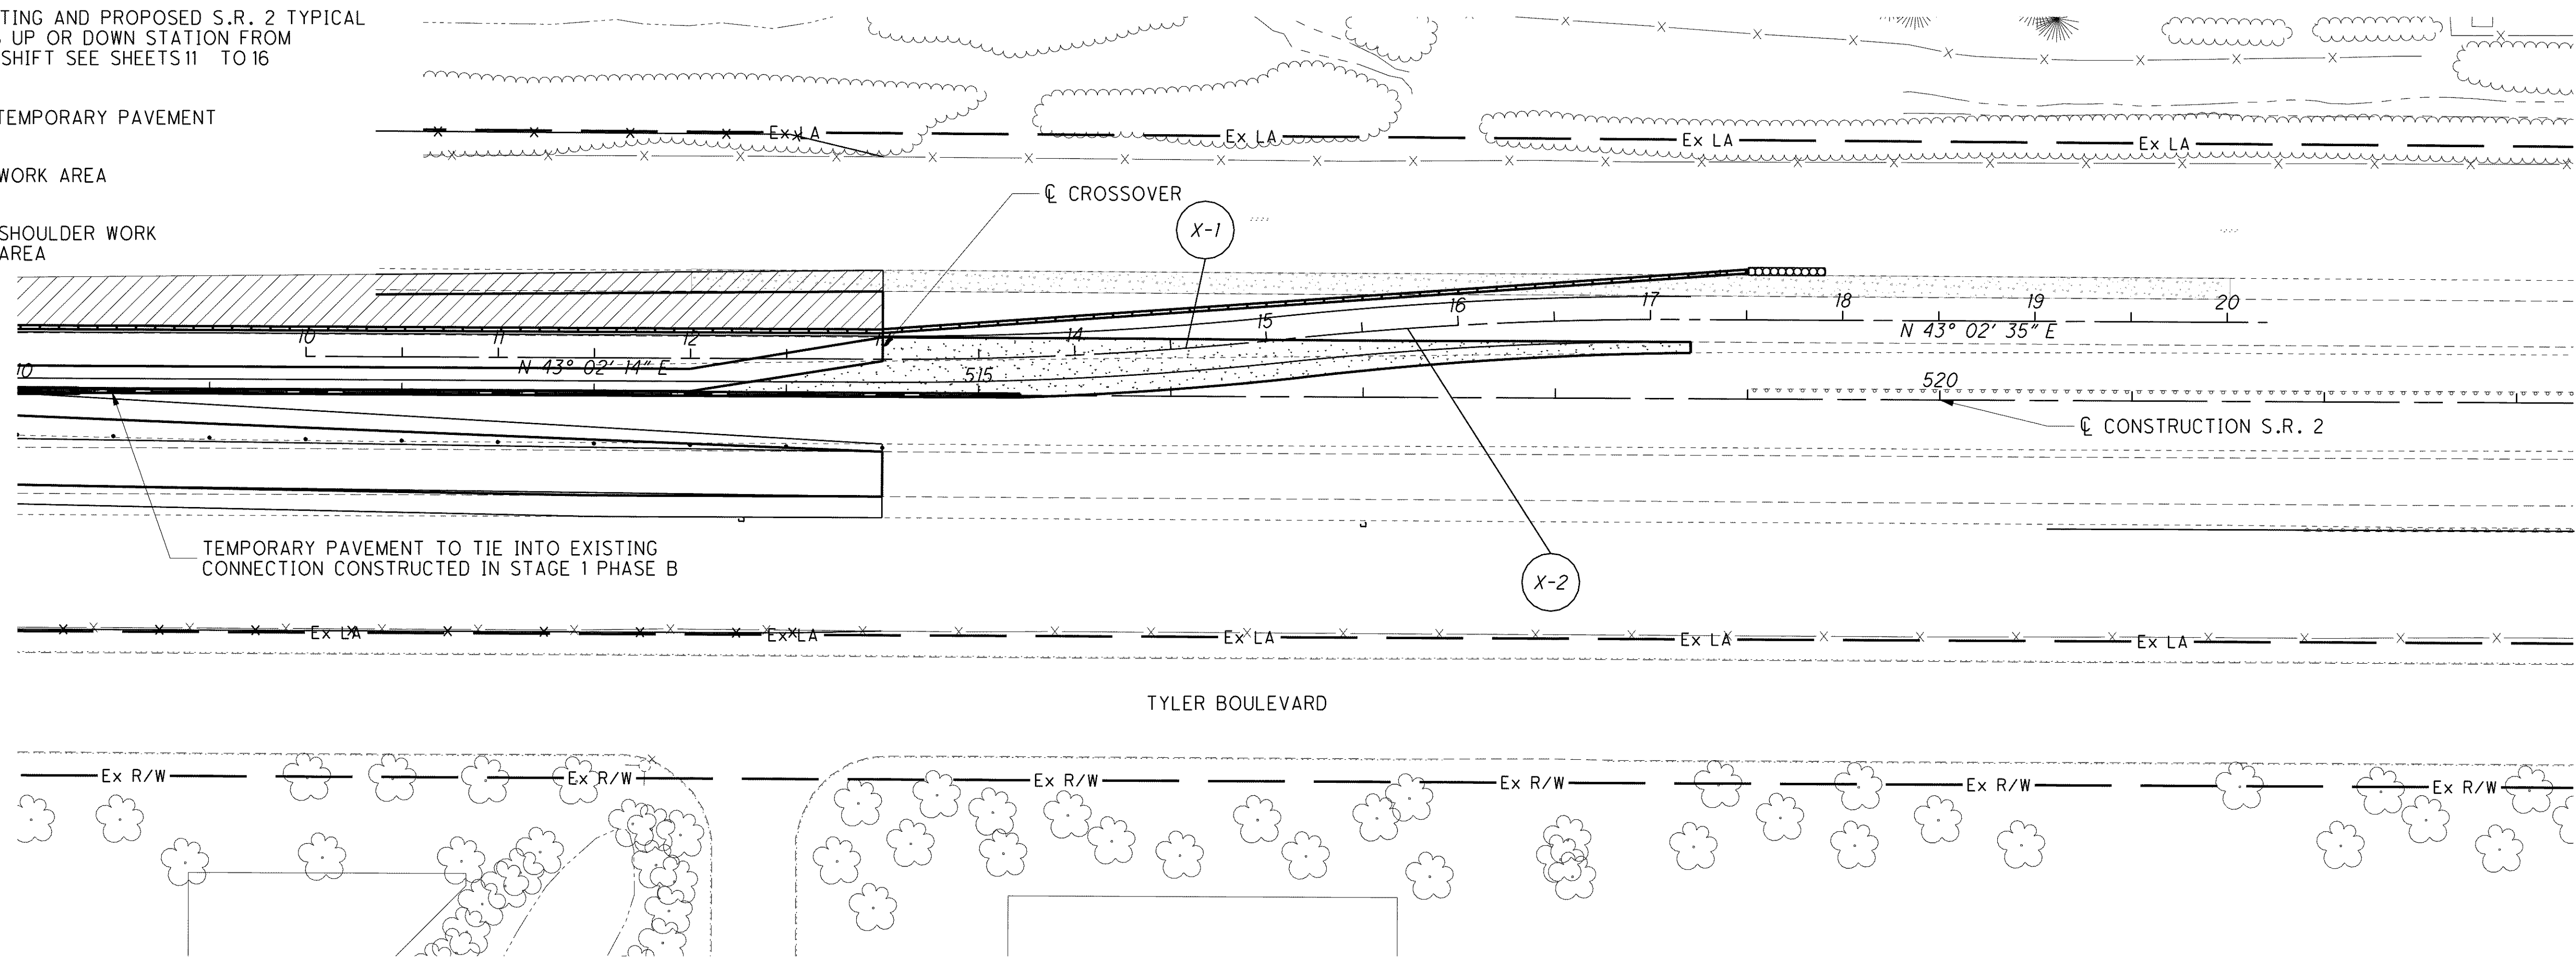 TING AND PROPOSED S.R. 2 TYPICAL
UP OR DOWN STATION FROM
SHIFT SEE SHEETS 11 TO 16
TEMPORARY PAVEMENT
WORK AREA
SHOULDER WORK
AREA
Ex LA
Ex LA
Ex LA
Ex LA
℄ CROSSOVER
X-1
10
11
12
14
15
16
17
18
19
20
N 43° 02' 14" E
N 43° 02' 35" E
10
515
520
℄ CONSTRUCTION S.R. 2
TEMPORARY PAVEMENT TO TIE INTO EXISTING
CONNECTION CONSTRUCTED IN STAGE 1 PHASE B
X-2
Ex LA
Ex LA
Ex LA
Ex LA
Ex LA
TYLER BOULEVARD
Ex R/W
Ex R/W
Ex R/W
Ex R/W
Ex R/W
Ex R/W